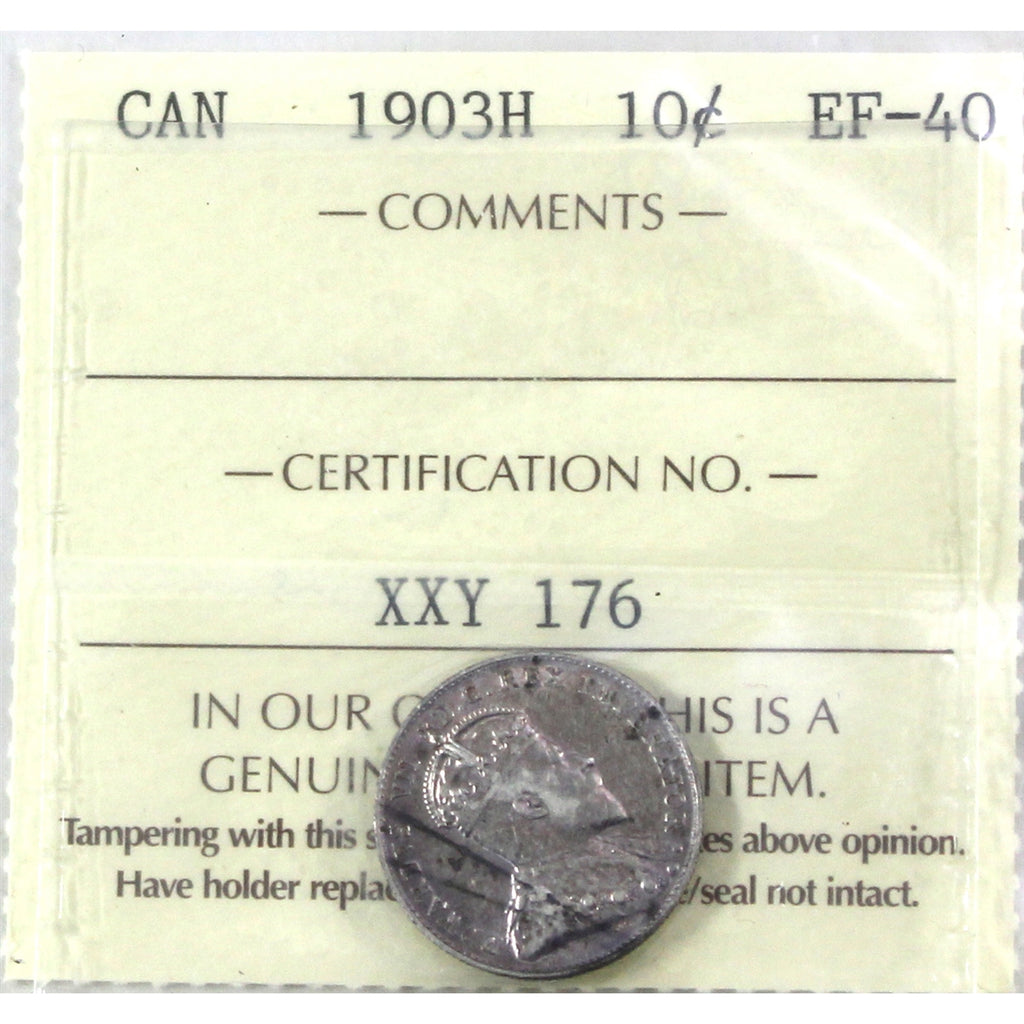 CAN 1903H 10¢ EF-40
— COMMENTS —
— CERTIFICATION NO. —
XXY 176
IN OUR HIS IS A
GENUIN ITEM.
Tampering with this s es above opinion.
Have holder replac e/seal not intact.
REX